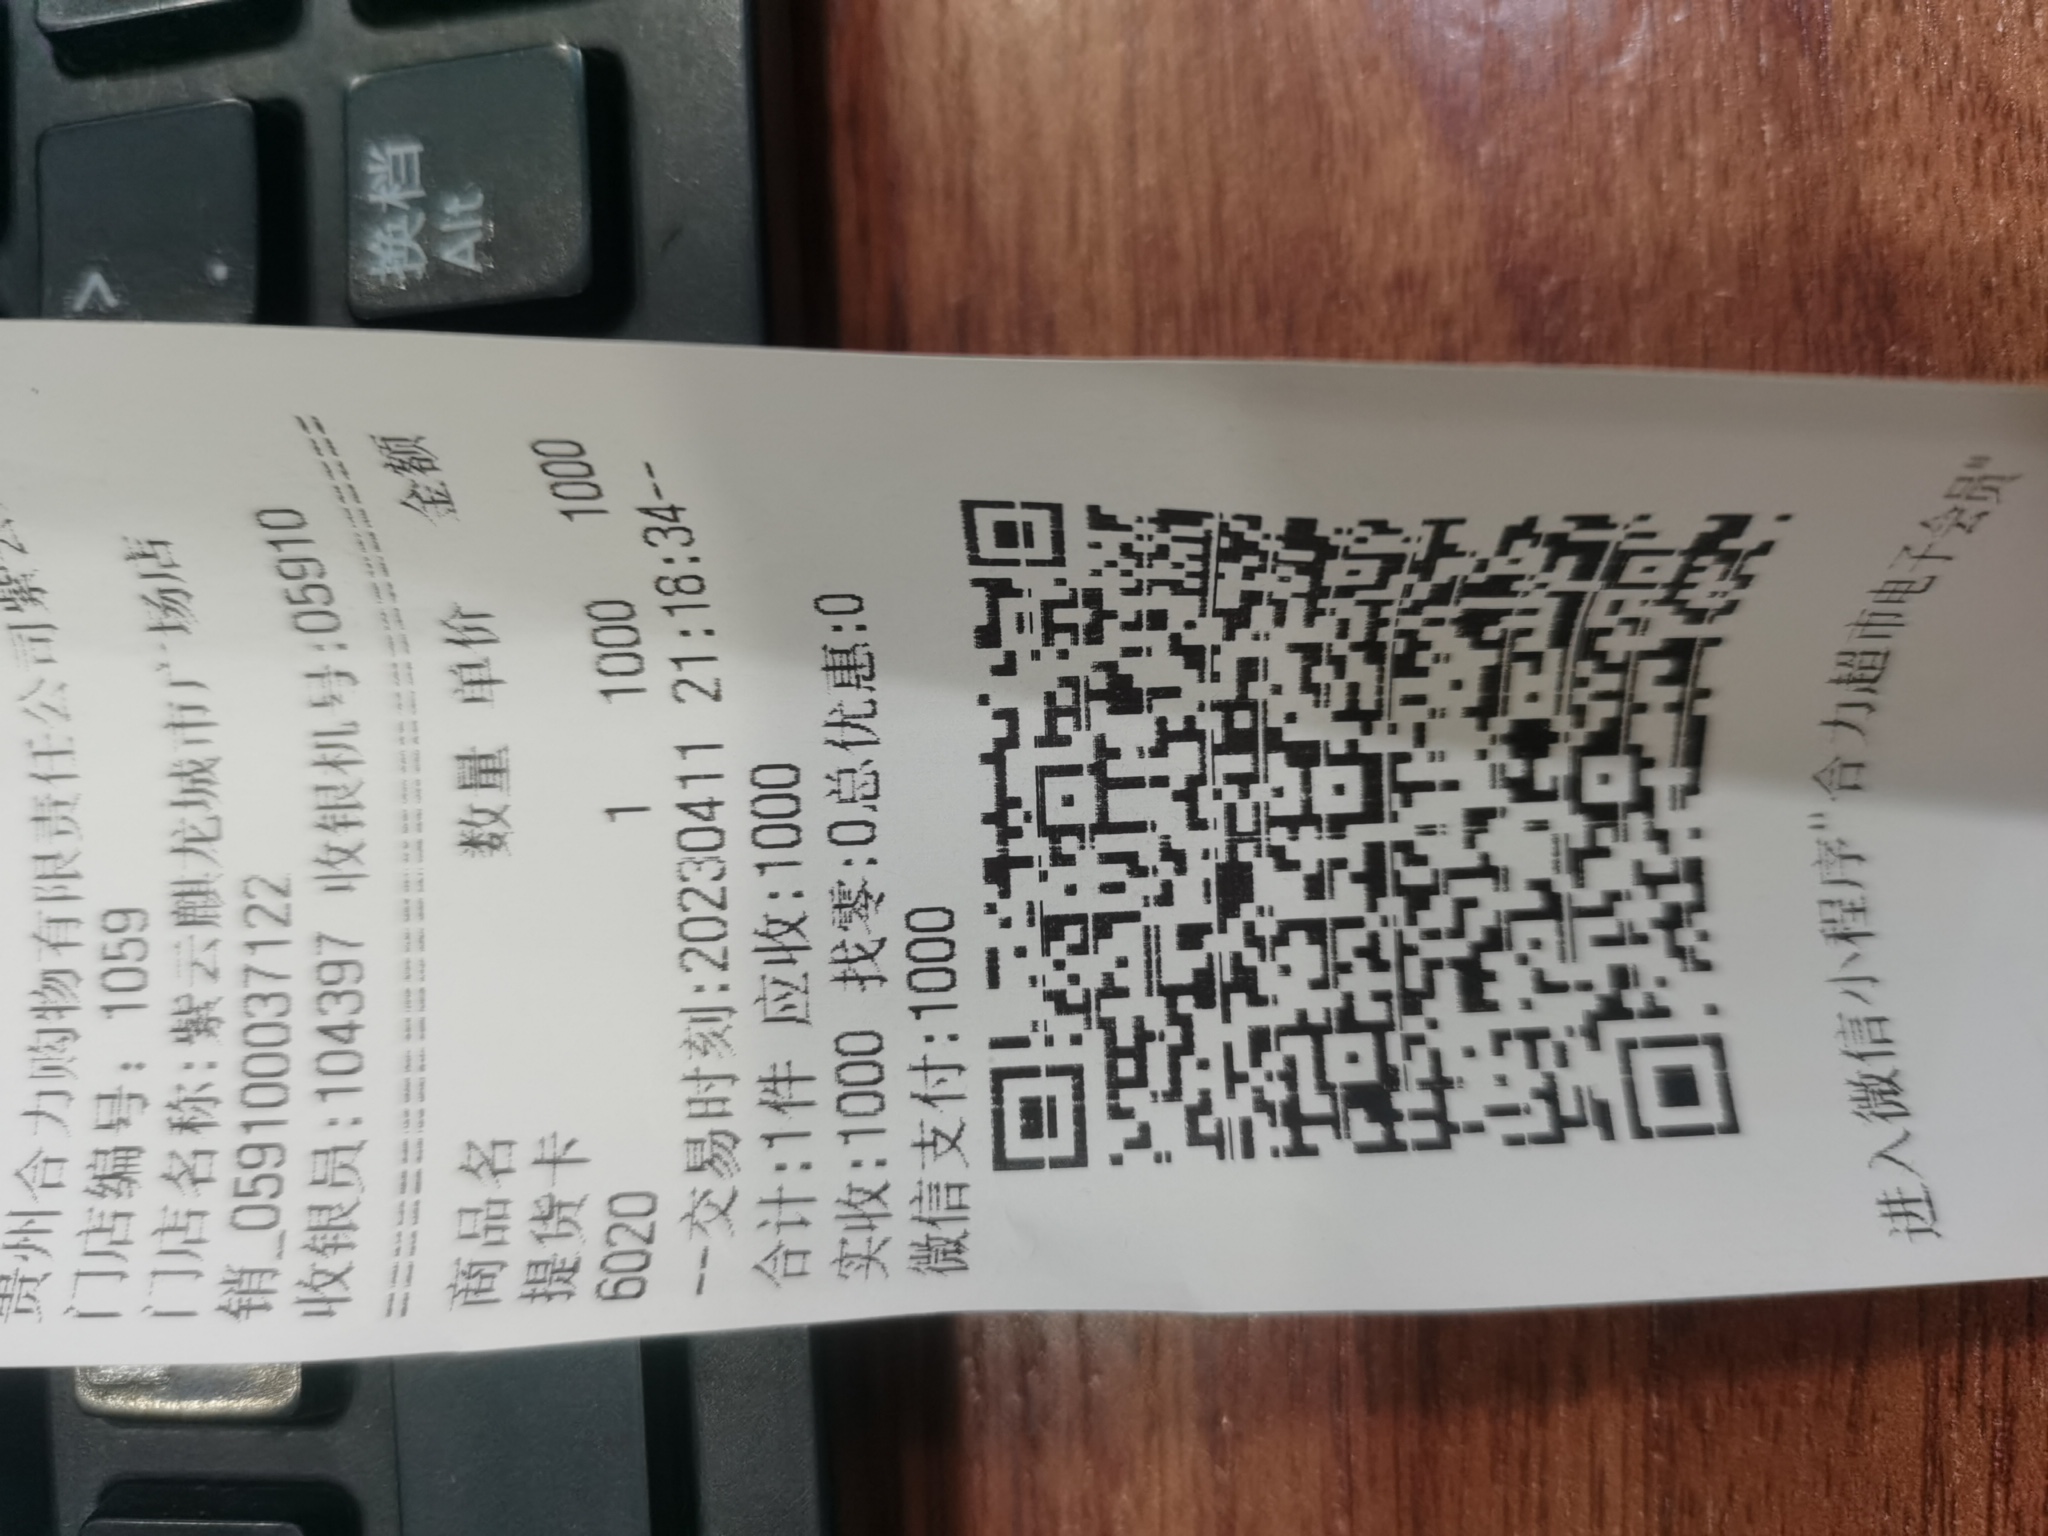 贵州合力购物有限责任公司紫云
门店编号: 1059
门店名称:紫云麒龙城市广场店
销_0591000037122
收银员:104397 收银机号:05910
================================
商品名 数量 单价 金额
提货卡
6020 1 1000 1000
--交易时刻:20230411 21:18:34--
合计:1件 应收:1000
实收:1000 找零:0总优惠:0
微信支付:1000
进入微信小程序"合力超市电子会员"
>
.
换档
Alt